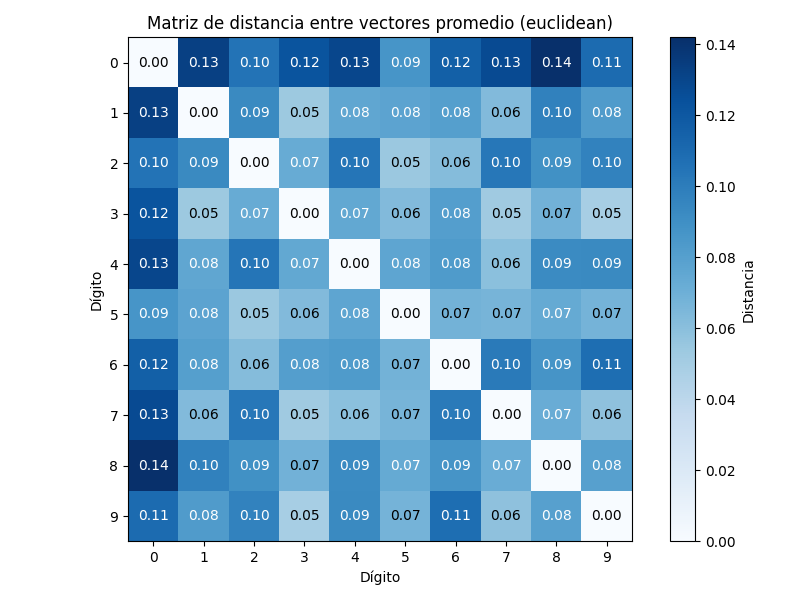 Matriz de distancia entre vectores promedio (euclidean)
0 0.00 0.13 0.10 0.12 0.13 0.09 0.12 0.13 0.14 0.11
1 0.13 0.00 0.09 0.05 0.08 0.08 0.08 0.06 0.10 0.08
2 0.10 0.09 0.00 0.07 0.10 0.05 0.06 0.10 0.09 0.10
3 0.12 0.05 0.07 0.00 0.07 0.06 0.08 0.05 0.07 0.05
4 0.13 0.08 0.10 0.07 0.00 0.08 0.08 0.06 0.09 0.09
5 0.09 0.08 0.05 0.06 0.08 0.00 0.07 0.07 0.07 0.07
6 0.12 0.08 0.06 0.08 0.08 0.07 0.00 0.10 0.09 0.11
7 0.13 0.06 0.10 0.05 0.06 0.07 0.10 0.00 0.07 0.06
8 0.14 0.10 0.09 0.07 0.09 0.07 0.09 0.07 0.00 0.08
9 0.11 0.08 0.10 0.05 0.09 0.07 0.11 0.06 0.08 0.00
0 1 2 3 4 5 6 7 8 9
Dígito
Dígito
0.14
0.12
0.10
0.08
0.06
0.04
0.02
0.00
Distancia